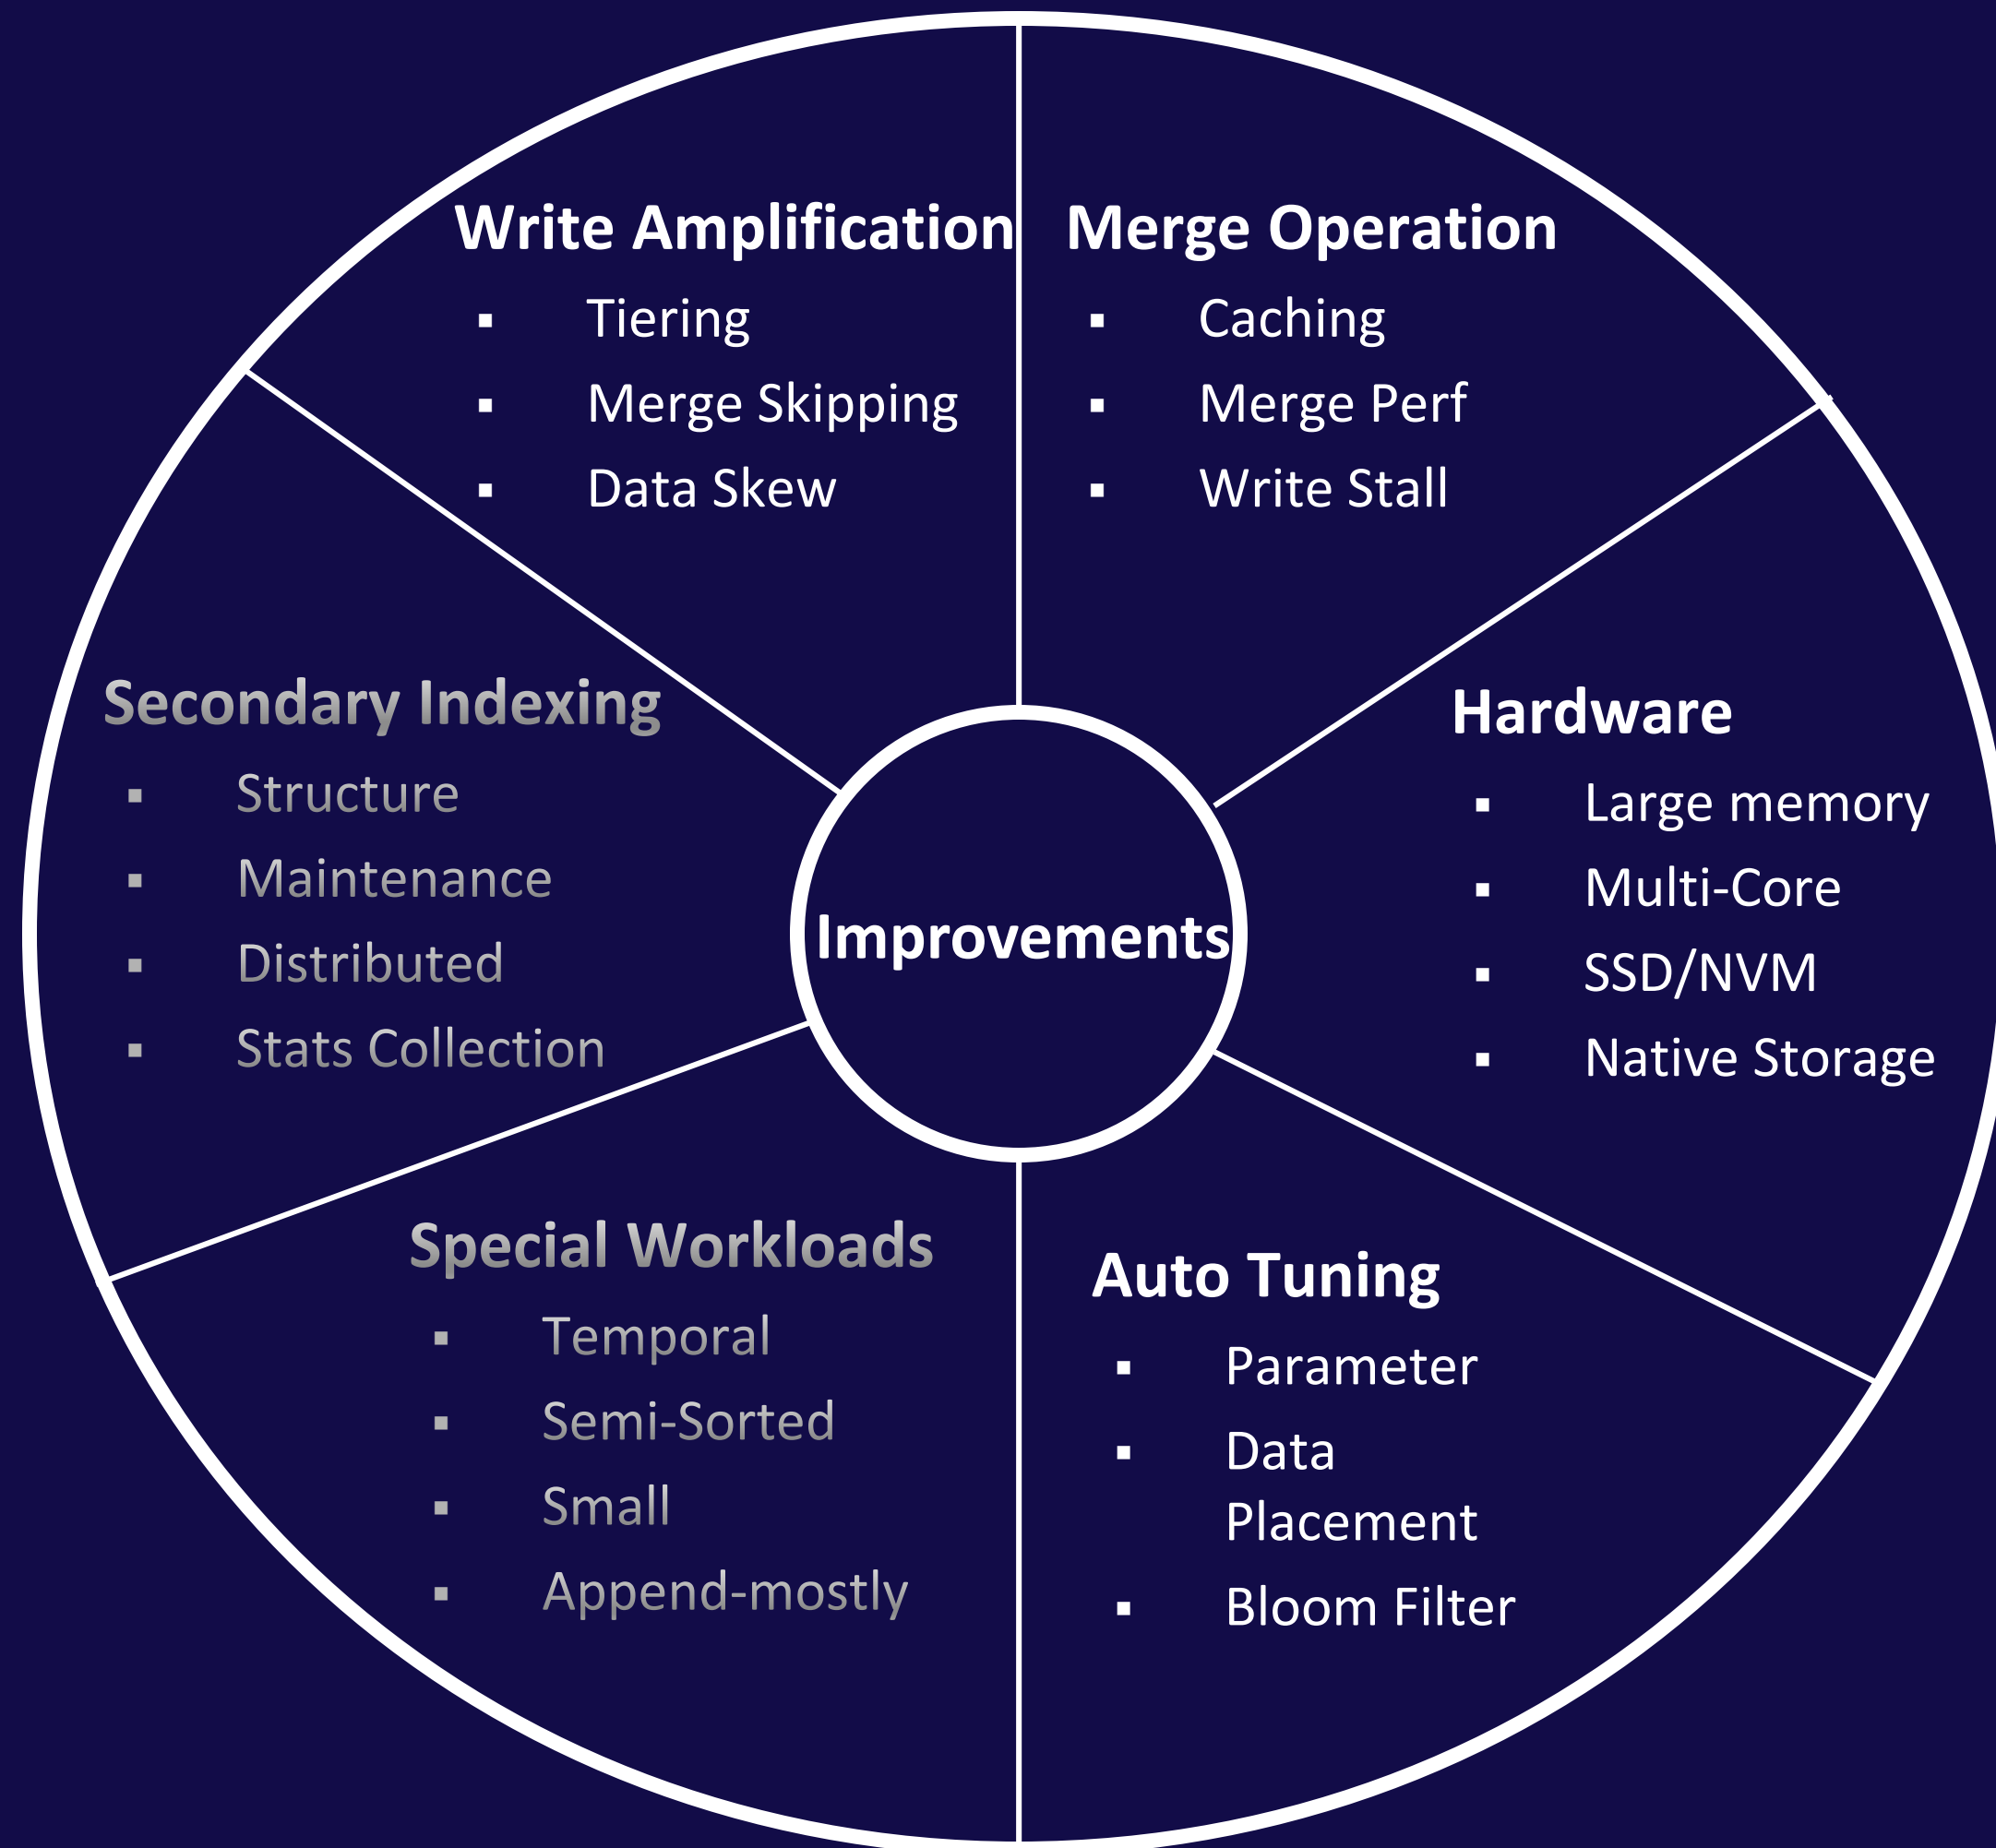 Write Amplification
▪ Tiering
▪ Merge Skipping
▪ Data Skew
Merge Operation
▪ Caching
▪ Merge Perf
▪ Write Stall
Secondary Indexing
▪ Structure
▪ Maintenance
▪ Distributed
▪ Stats Collection
Improvements
Hardware
▪ Large memory
▪ Multi-Core
▪ SSD/NVM
▪ Native Storage
Special Workloads
▪ Temporal
▪ Semi-Sorted
▪ Small
▪ Append-mostly
Auto Tuning
▪ Parameter
▪ Data
Placement
▪ Bloom Filter